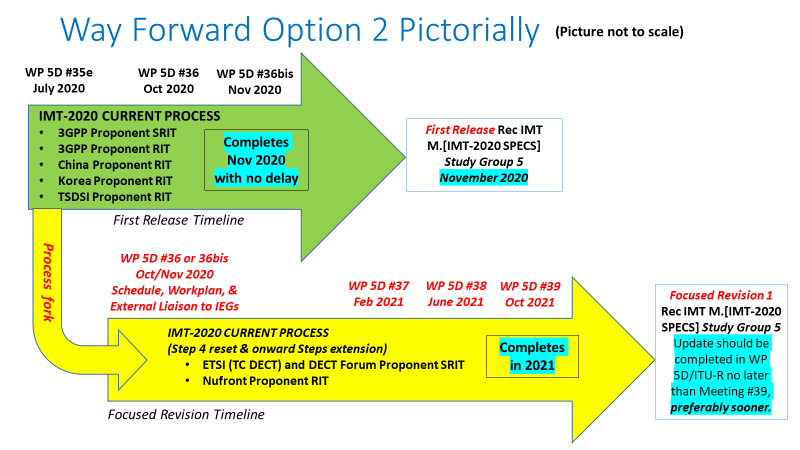 Way Forward Option 2 Pictorially (Picture not to scale)
WP 5D #35e
July 2020
WP 5D #36
Oct 2020
WP 5D #36bis
Nov 2020
IMT-2020 CURRENT PROCESS
• 3GPP Proponent SRIT
• 3GPP Proponent RIT
• China Proponent RIT
• Korea Proponent RIT
• TSDSI Proponent RIT
Completes
Nov 2020
with no delay
First Release Timeline
First Release Rec IMT
M.[IMT-2020 SPECS]
Study Group 5
November 2020
Process fork
WP 5D #36 or 36bis
Oct/Nov 2020
Schedule, Workplan, &
External Liaison to IEGs
WP 5D #37
Feb 2021
WP 5D #38
June 2021
WP 5D #39
Oct 2021
IMT-2020 CURRENT PROCESS
(Step 4 reset & onward Steps extension)
• ETSI (TC DECT) and DECT Forum Proponent SRIT
• Nufront Proponent RIT
Completes
in 2021
Focused Revision Timeline
Focused Revision 1
Rec IMT M.[IMT-2020
SPECS] Study Group 5
Update should be
completed in WP
5D/ITU-R no later
than Meeting #39,
preferably sooner.